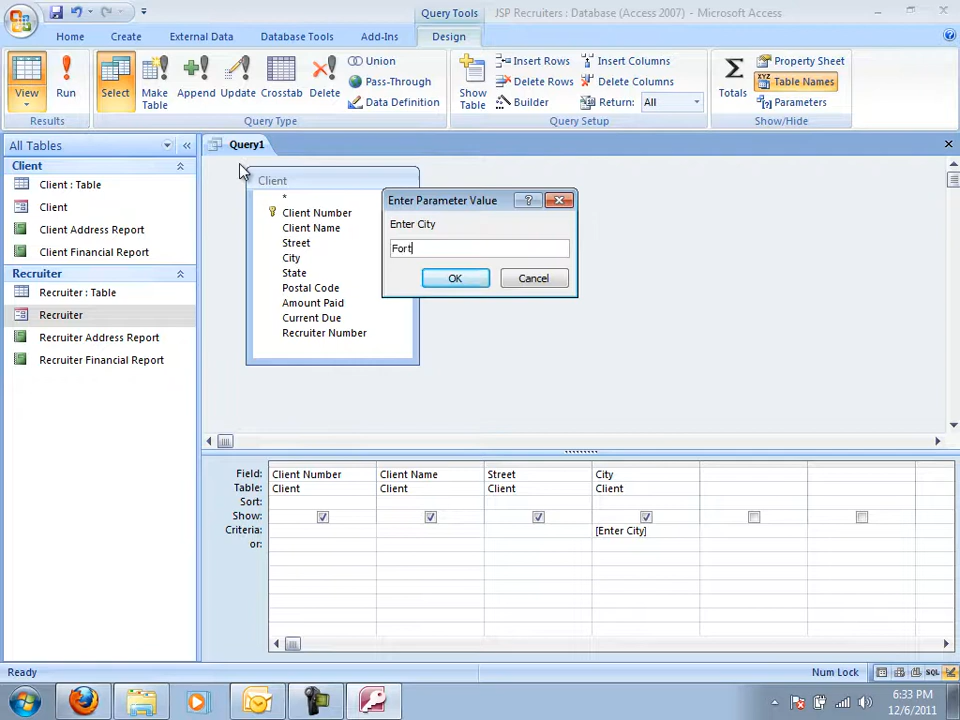 Query Tools
JSP Recruiters : Database (Access 2007) - Microsoft Access
Home Create External Data Database Tools Add-Ins Design
View
Run
Select
Make Table
Append
Update
Crosstab
Delete
Union
Pass-Through
Data Definition
Show Table
Insert Rows
Delete Rows
Builder
Insert Columns
Delete Columns
Return: All
Totals
Property Sheet
Table Names
Parameters
Results
Query Type
Query Setup
Show/Hide
All Tables
Client
Client : Table
Client
Client Address Report
Client Financial Report
Recruiter
Recruiter : Table
Recruiter
Recruiter Address Report
Recruiter Financial Report
Query1
Client
*
Client Number
Client Name
Street
City
State
Postal Code
Amount Paid
Current Due
Recruiter Number
Enter Parameter Value
Enter City
Fort
OK Cancel
Field: Client Number Client Name Street City
Table: Client Client Client Client
Sort:
Show:
Criteria: [Enter City]
or:
Ready
Num Lock
SQL
6:33 PM
12/6/2011